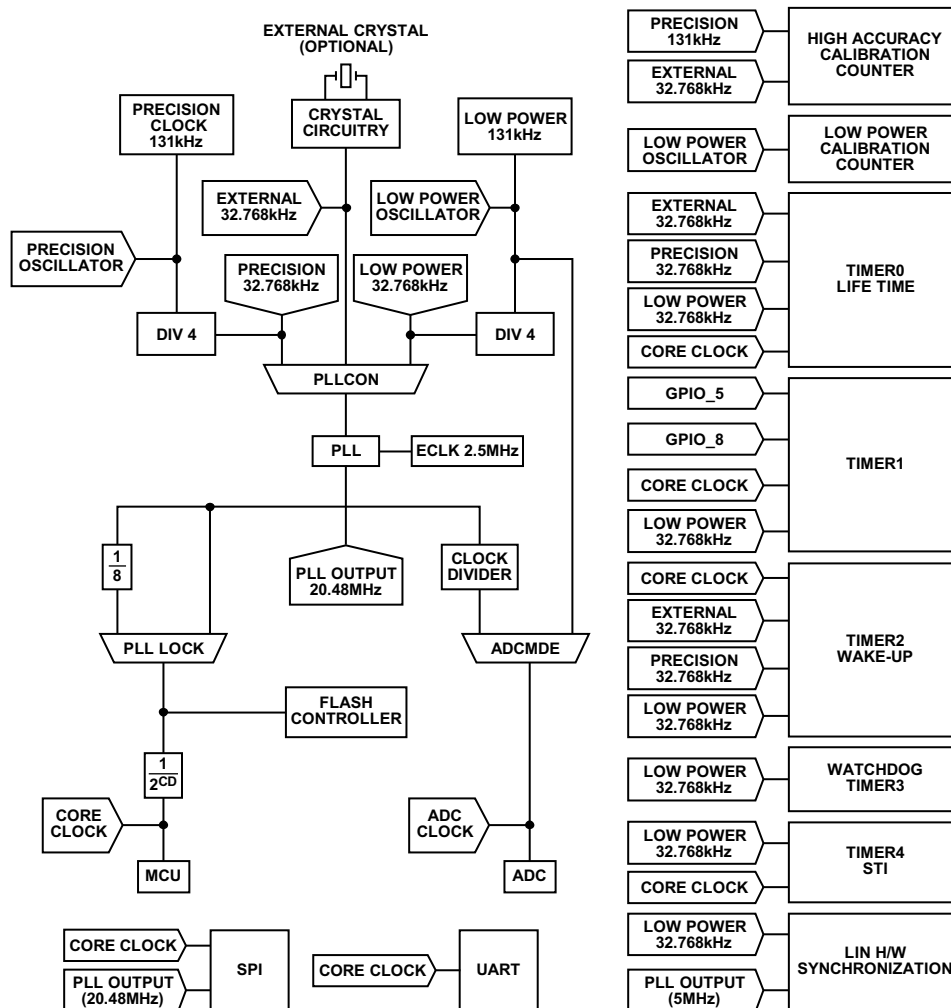 EXTERNAL CRYSTAL
(OPTIONAL)
PRECISION
CLOCK
131kHz
CRYSTAL
CIRCUITRY
LOW POWER
131kHz
EXTERNAL
32.768kHz
LOW POWER
OSCILLATOR
PRECISION
OSCILLATOR
PRECISION
32.768kHz
LOW POWER
32.768kHz
DIV 4
DIV 4
PLLCON
PLL
ECLK 2.5MHz
1
8
PLL OUTPUT
20.48MHz
CLOCK
DIVIDER
PLL LOCK
ADCMDE
FLASH
CONTROLLER
1
2CD
CORE
CLOCK
ADC
CLOCK
MCU
ADC
CORE CLOCK
PLL OUTPUT
(20.48MHz)
SPI
CORE CLOCK
UART
PRECISION
131kHz
EXTERNAL
32.768kHz
HIGH ACCURACY
CALIBRATION
COUNTER
LOW POWER
OSCILLATOR
LOW POWER
CALIBRATION
COUNTER
EXTERNAL
32.768kHz
PRECISION
32.768kHz
LOW POWER
32.768kHz
CORE CLOCK
TIMER0
LIFE TIME
GPIO_5
GPIO_8
CORE CLOCK
LOW POWER
32.768kHz
TIMER1
CORE CLOCK
EXTERNAL
32.768kHz
PRECISION
32.768kHz
LOW POWER
32.768kHz
TIMER2
WAKE-UP
LOW POWER
32.768kHz
WATCHDOG
TIMER3
LOW POWER
32.768kHz
CORE CLOCK
TIMER4
STI
LOW POWER
32.768kHz
PLL OUTPUT
(5MHz)
LIN H/W
SYNCHRONIZATION